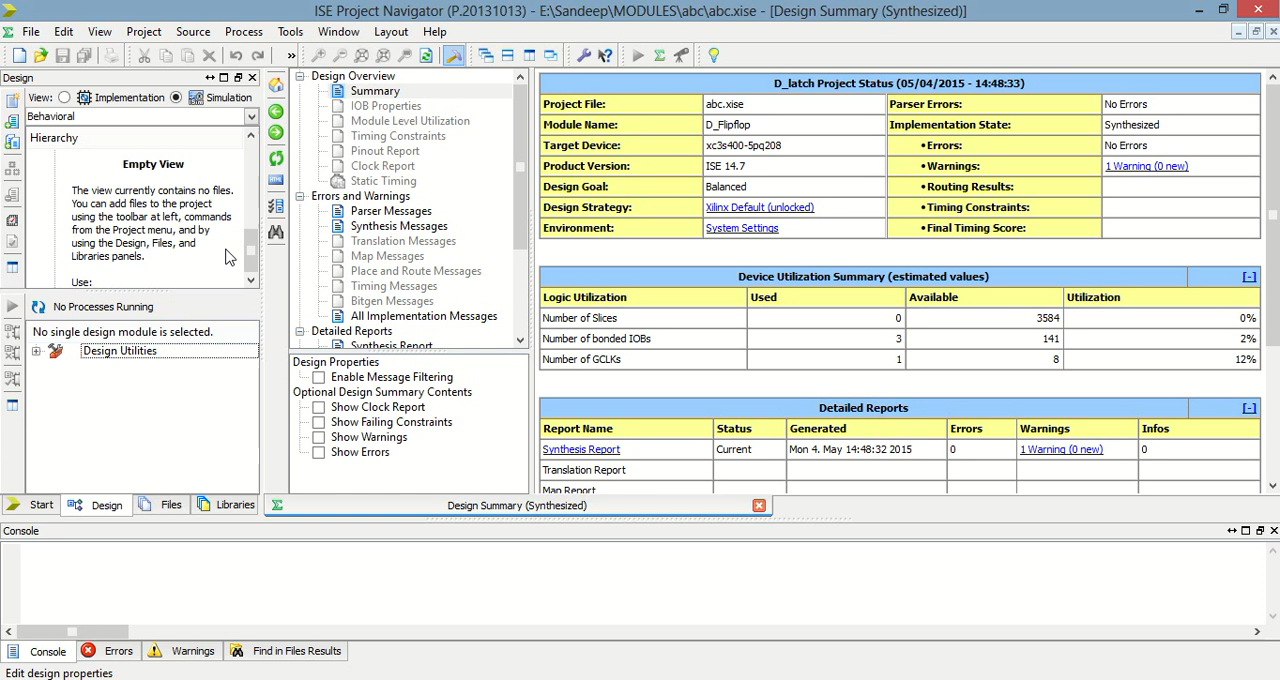 ISE Project Navigator (P.20131013) - E:\Sandeep\MODULES\abc\abc.xise - [Design Summary (Synthesized)]
File Edit View Project Source Process Tools Window Layout Help
Design
View: Implementation Simulation
Behavioral
Hierarchy
Empty View
The view currently contains no files.
You can add files to the project
using the toolbar at left, commands
from the Project menu, and by
using the Design, Files, and
Libraries panels.
Use:
No Processes Running
No single design module is selected.
Design Utilities
Start Design Files Libraries
Design Overview
Summary
IOB Properties
Module Level Utilization
Timing Constraints
Pinout Report
Clock Report
Static Timing
Errors and Warnings
Parser Messages
Synthesis Messages
Translation Messages
Map Messages
Place and Route Messages
Timing Messages
Bitgen Messages
All Implementation Messages
Detailed Reports
Synthesis Report
Design Properties
Enable Message Filtering
Optional Design Summary Contents
Show Clock Report
Show Failing Constraints
Show Warnings
Show Errors
D_latch Project Status (05/04/2015 - 14:48:33)
Project File: abc.xise Parser Errors: No Errors
Module Name: D_Flipflop Implementation State: Synthesized
Target Device: xc3s400-5pq208 •Errors: No Errors
Product Version: ISE 14.7 •Warnings: 1 Warning (0 new)
Design Goal: Balanced •Routing Results:
Design Strategy: Xilinx Default (unlocked) •Timing Constraints:
Environment: System Settings •Final Timing Score:
Device Utilization Summary (estimated values) [-]
Logic Utilization Used Available Utilization
Number of Slices 0 3584 0%
Number of bonded IOBs 3 141 2%
Number of GCLKs 1 8 12%
Detailed Reports [-]
Report Name Status Generated Errors Warnings Infos
Synthesis Report Current Mon 4. May 14:48:32 2015 0 1 Warning (0 new) 0
Translation Report
Map Report
Design Summary (Synthesized)
Console
Console Errors Warnings Find in Files Results
Edit design properties